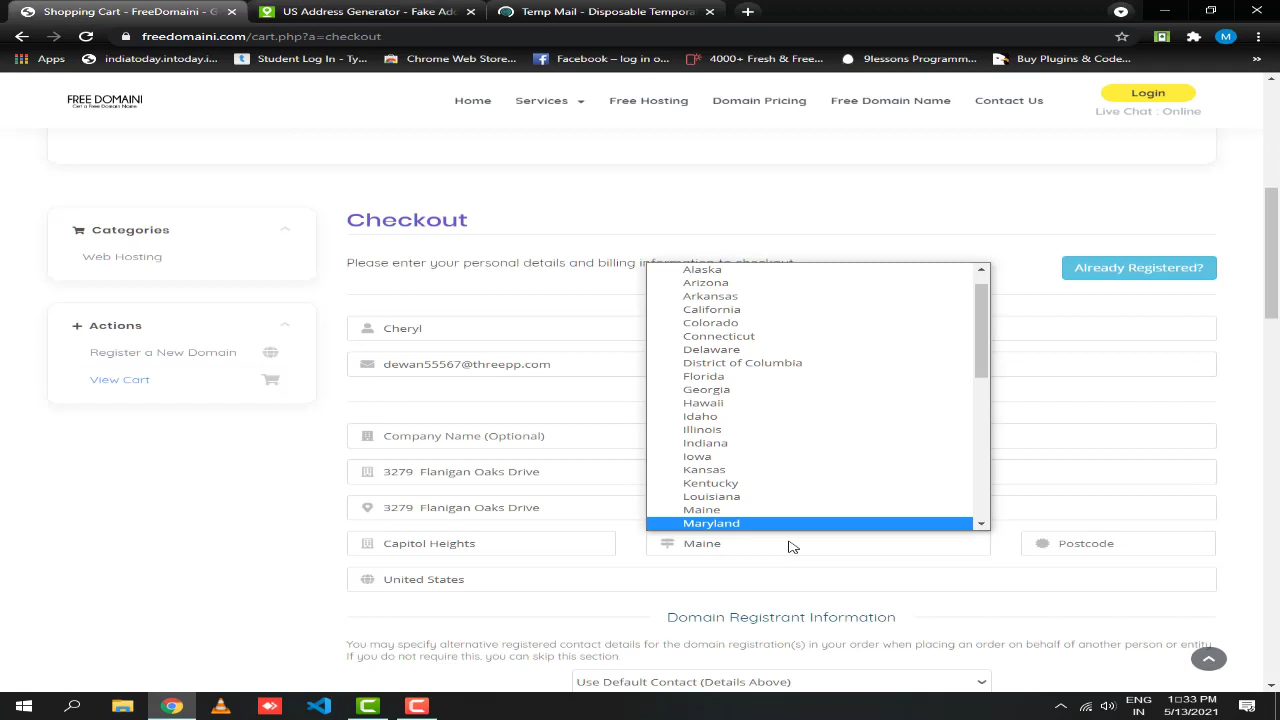 Shopping Cart - FreeDomaini - G
US Address Generator - Fake Ad
Temp Mail - Disposable Tempora
freedomaini.com/cart.php?a=checkout
M
Apps
indiatoday.intoday.i...
Student Log In - Ty...
Chrome Web Store...
Facebook – log in o...
4000+ Fresh & Free...
9lessons Programm...
Buy Plugins & Code...
»
FREE DOMAINI
Get a Free Domain Name
Home
Services
Free Hosting
Domain Pricing
Free Domain Name
Contact Us
Login
Live Chat : Online
Categories
Web Hosting
Actions
Register a New Domain
View Cart
Checkout
Please enter your personal details and billing information to checkout.
Already Registered?
Cheryl
dewan55567@threepp.com
Company Name (Optional)
3279 Flanigan Oaks Drive
3279 Flanigan Oaks Drive
Capitol Heights
Maine
Postcode
United States
Alaska
Arizona
Arkansas
California
Colorado
Connecticut
Delaware
District of Columbia
Florida
Georgia
Hawaii
Idaho
Illinois
Indiana
Iowa
Kansas
Kentucky
Louisiana
Maine
Maryland
Domain Registrant Information
You may specify alternative registered contact details for the domain registration(s) in your order when placing an order on behalf of another person or entity.
If you do not require this, you can skip this section
Use Default Contact (Details Above)
ENG
IN
10:33 PM
5/13/2021